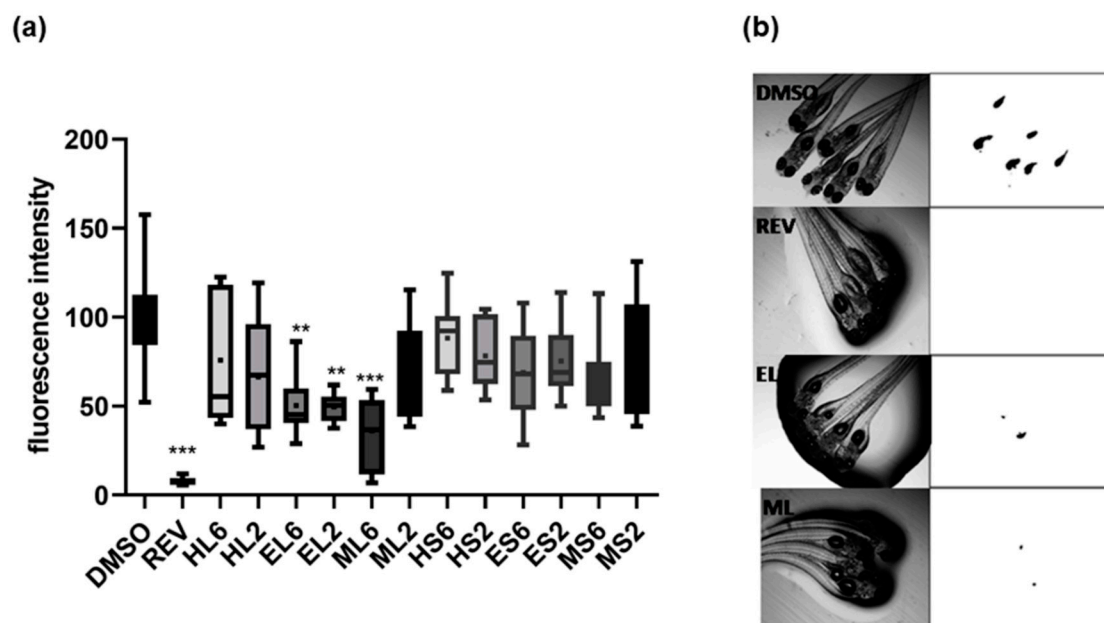 (a)
(b)
200
150
100
50
0
fluorescence intensity
***
**
**
***
DMSO
REV
HL6
HL2
EL6
EL2
ML6
ML2
HS6
HS2
ES6
ES2
MS6
MS2
DMSO
REV
EL
ML